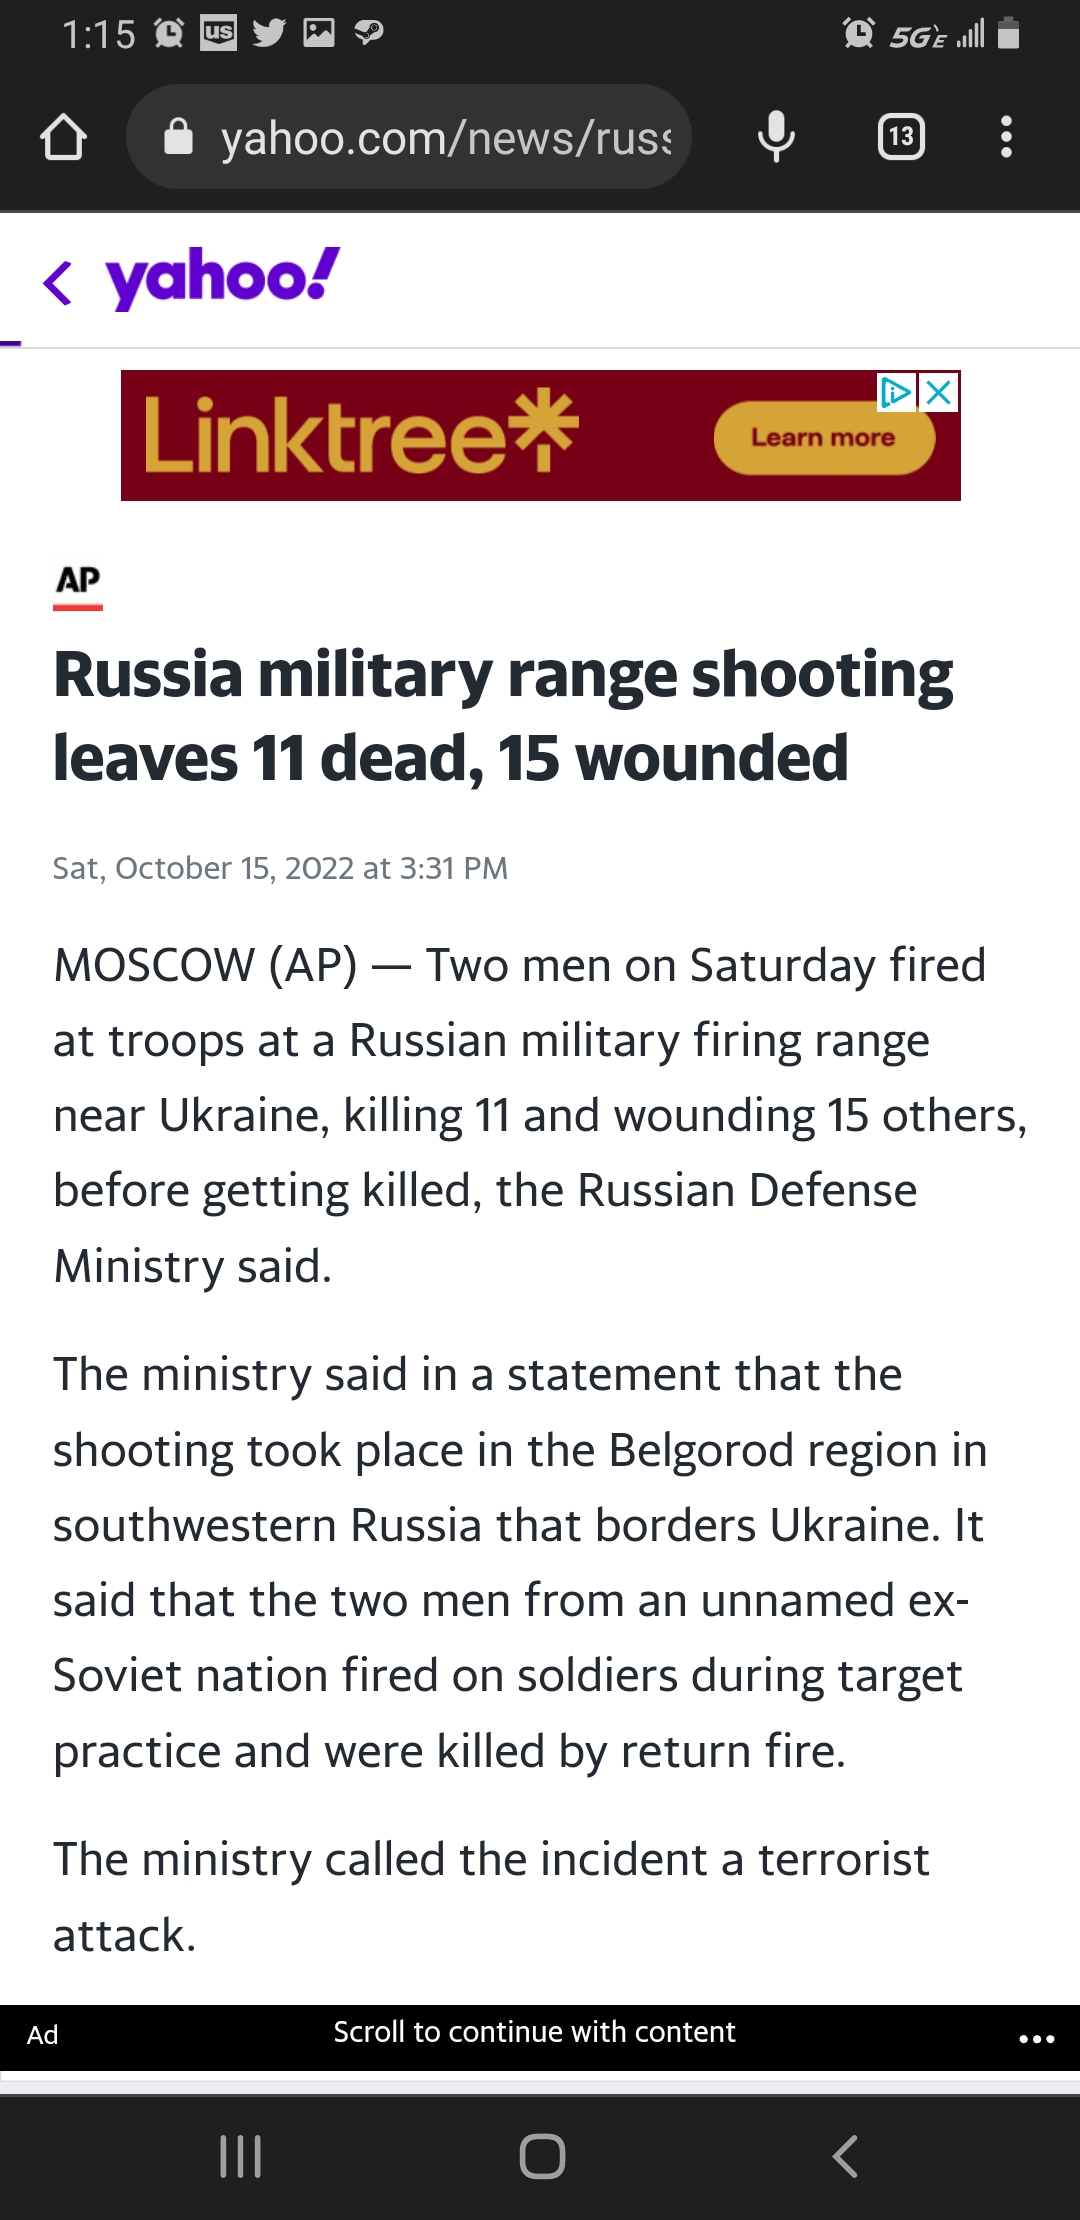 1:15 us 5GE
yahoo.com/news/russ
13
yahoo!
Linktree
Learn more
AP
Russia military range shooting
leaves 11 dead, 15 wounded
Sat, October 15, 2022 at 3:31 PM
MOSCOW (AP) — Two men on Saturday fired
at troops at a Russian military firing range
near Ukraine, killing 11 and wounding 15 others,
before getting killed, the Russian Defense
Ministry said.
The ministry said in a statement that the
shooting took place in the Belgorod region in
southwestern Russia that borders Ukraine. It
said that the two men from an unnamed ex-
Soviet nation fired on soldiers during target
practice and were killed by return fire.
The ministry called the incident a terrorist
attack.
Ad Scroll to continue with content